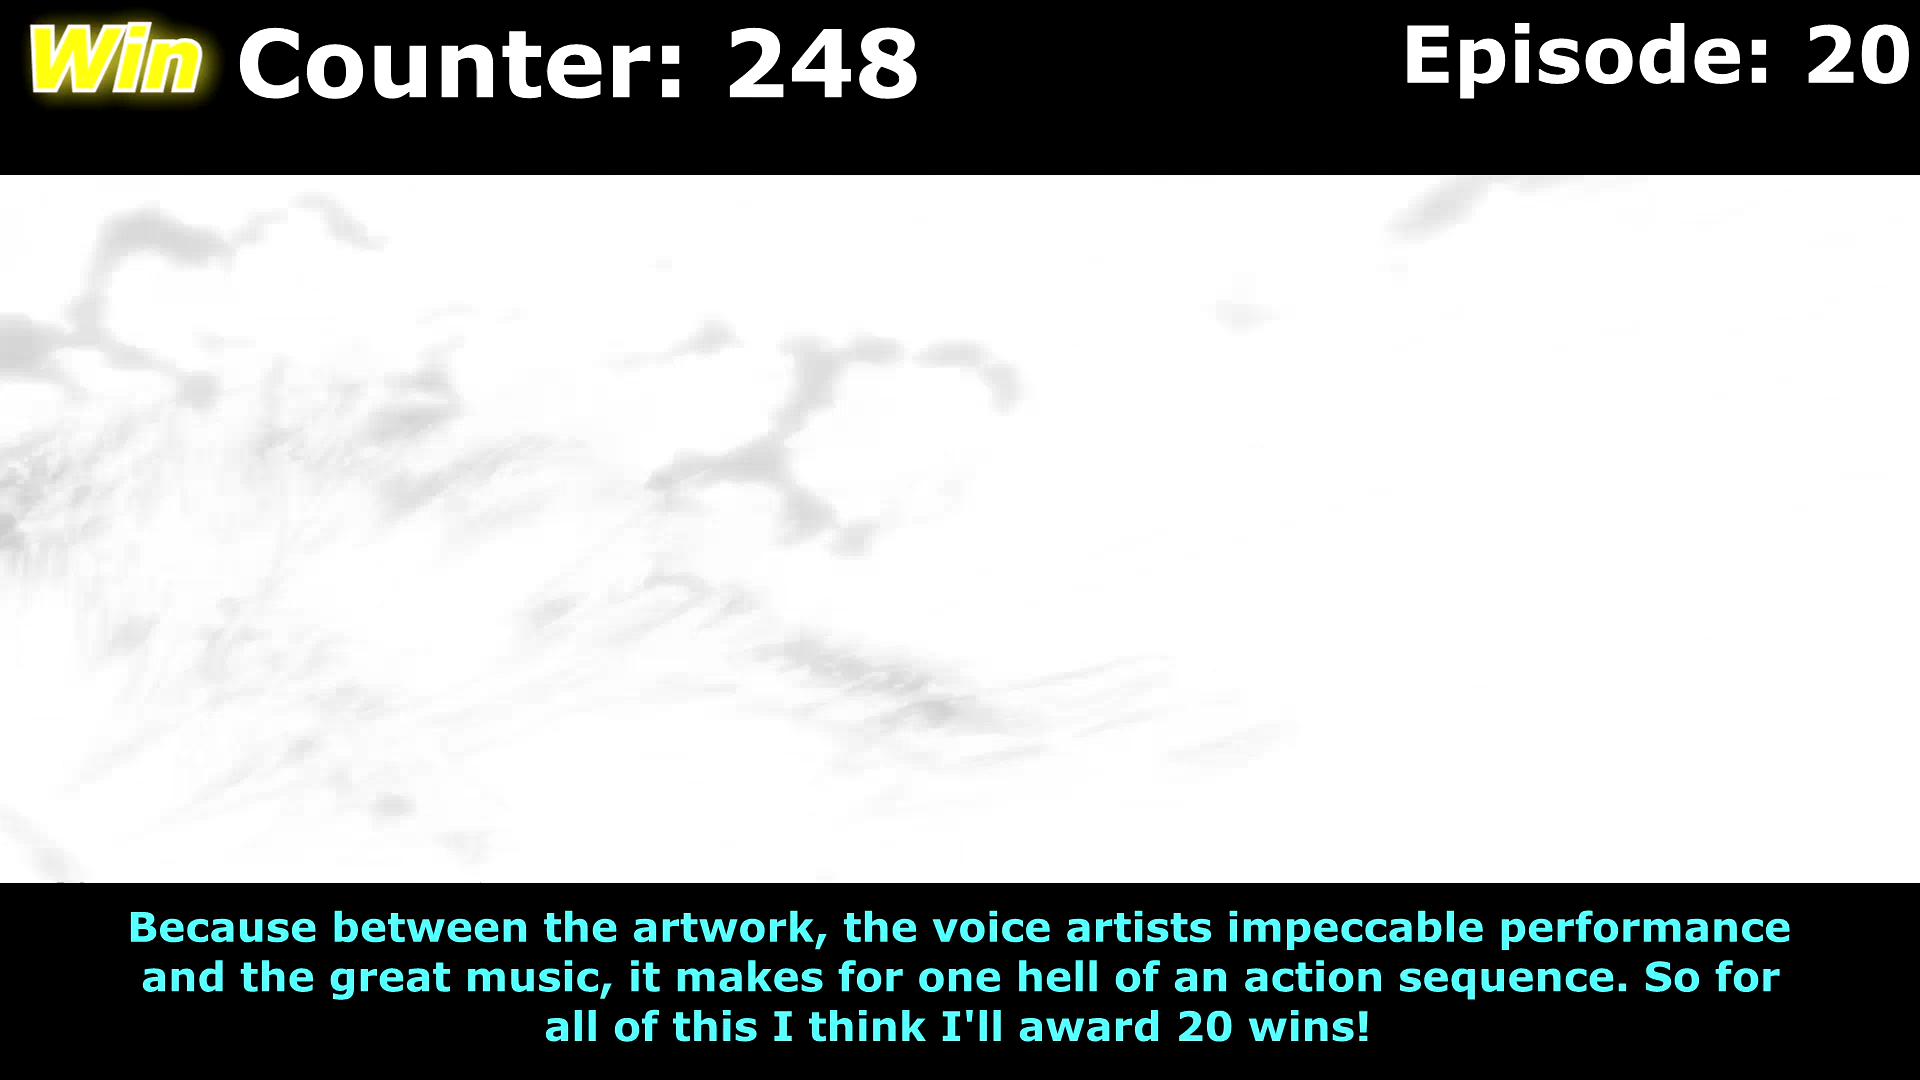 Win Counter: 248
Episode: 20
Because between the artwork, the voice artists impeccable performance
and the great music, it makes for one hell of an action sequence. So for
all of this I think I'll award 20 wins!